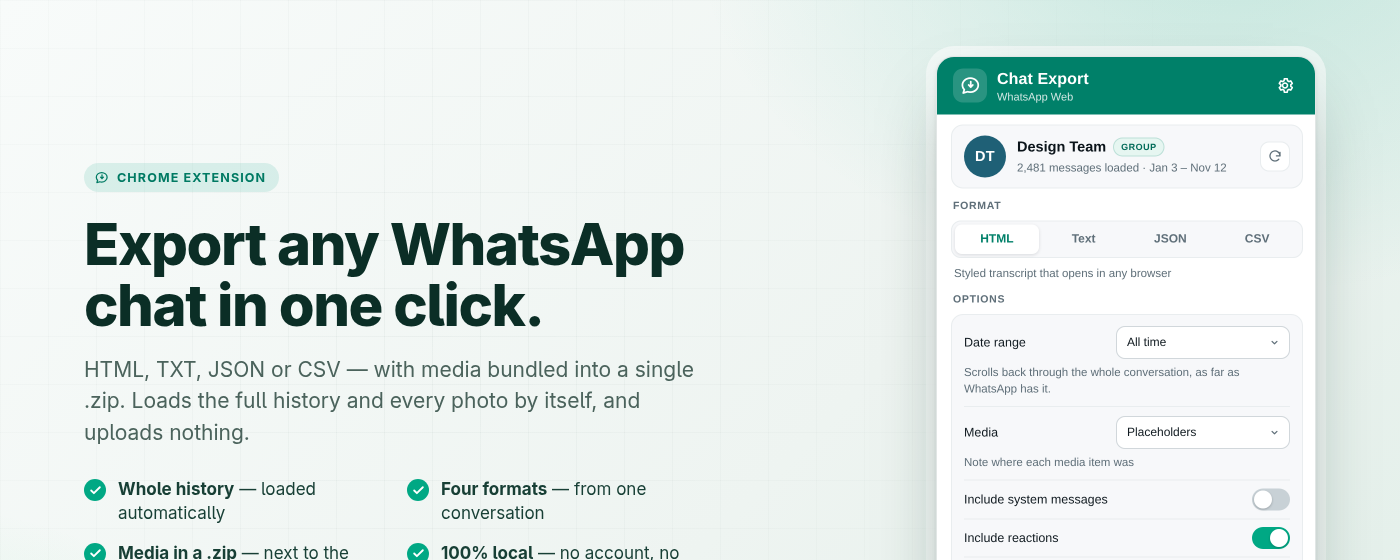 CHROME EXTENSION
Export any WhatsApp
chat in one click.
HTML, TXT, JSON or CSV — with media bundled into a single
.zip. Loads the full history and every photo by itself, and
uploads nothing.
Whole history — loaded
automatically
Four formats — from one
conversation
Media in a .zip — next to the
100% local — no account, no
Chat Export
WhatsApp Web
DT
Design Team GROUP
2,481 messages loaded · Jan 3 – Nov 12
FORMAT
HTML Text JSON CSV
Styled transcript that opens in any browser
OPTIONS
Date range All time
Scrolls back through the whole conversation, as far as
WhatsApp has it.
Media Placeholders
Note where each media item was
Include system messages
Include reactions